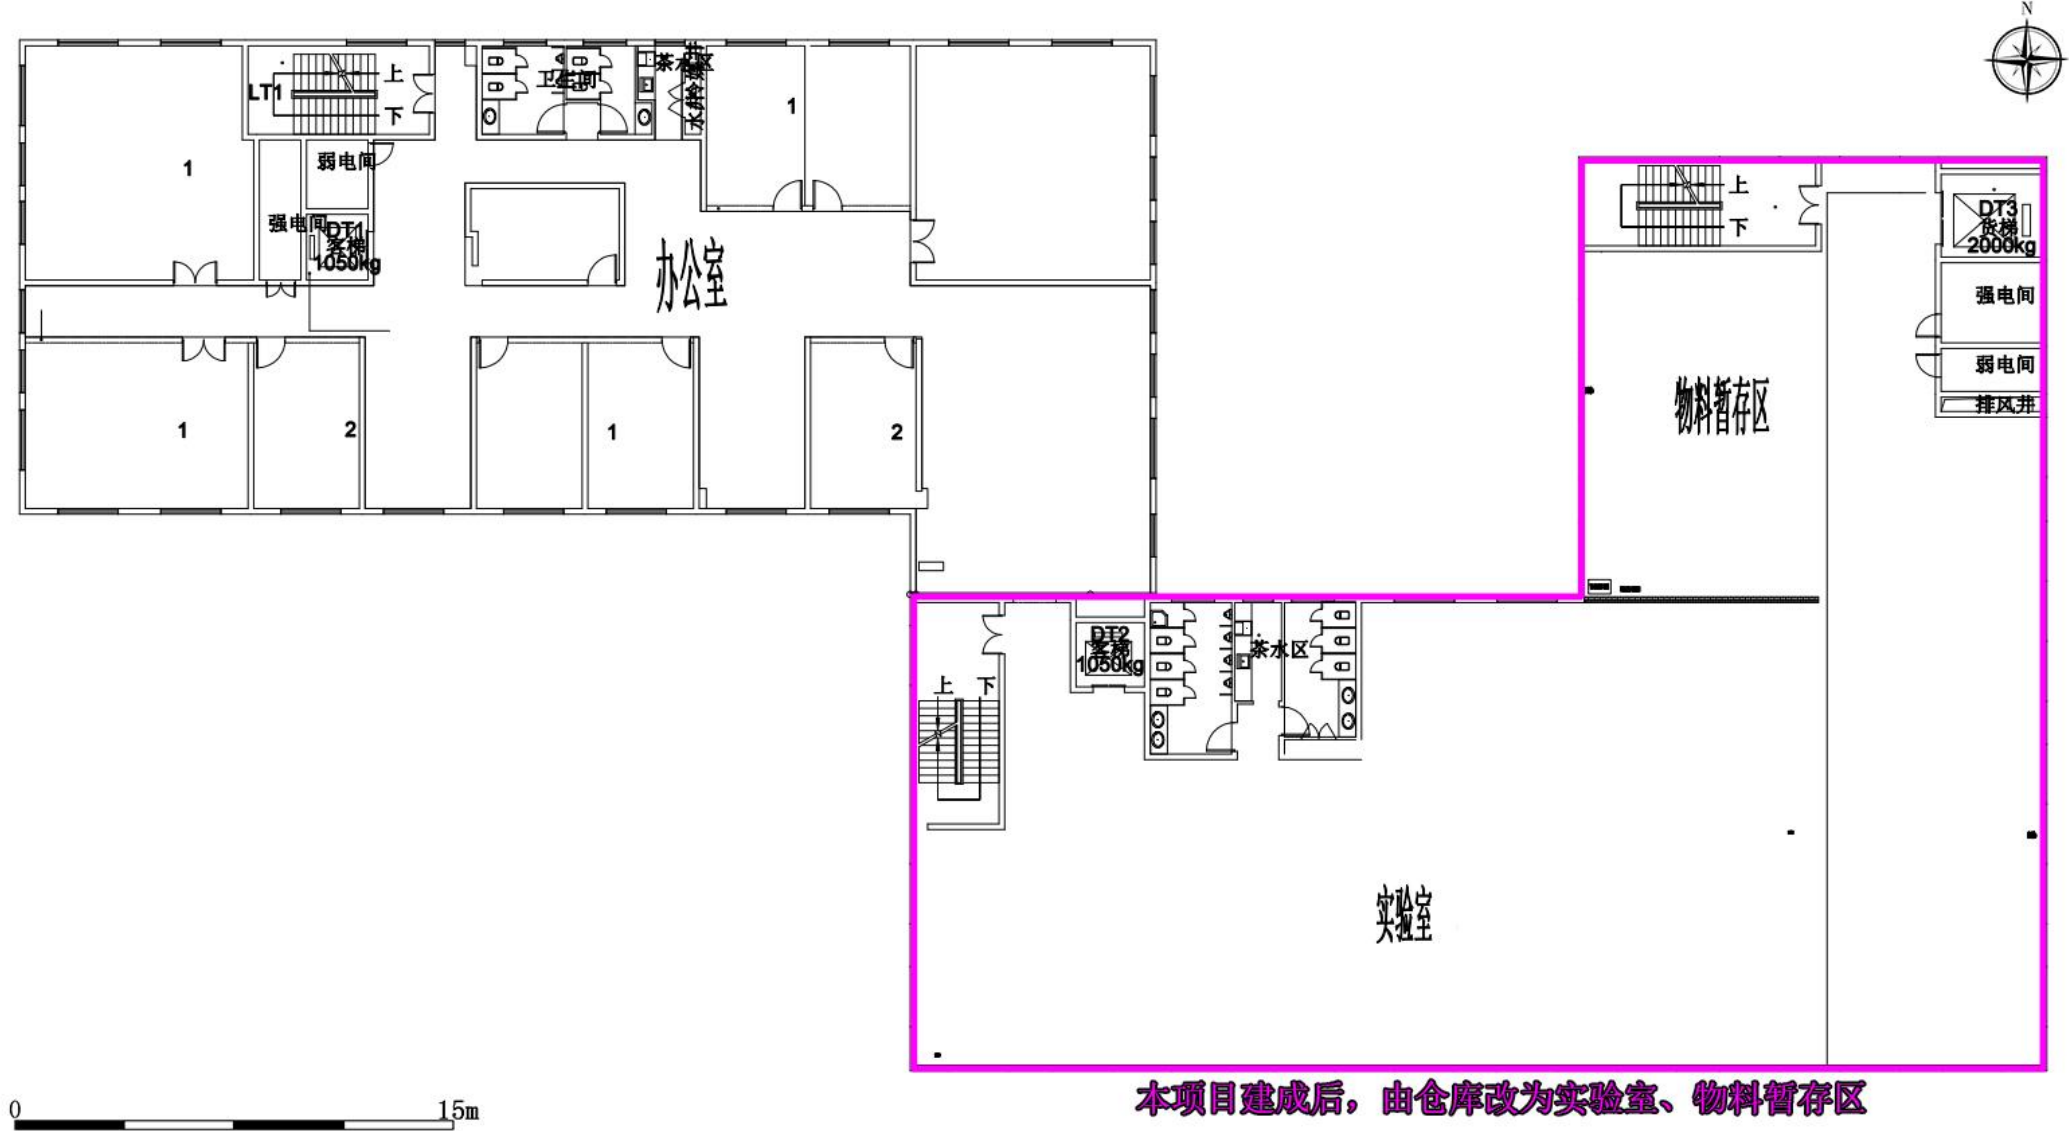 N
茶水区
上
卫生间
LT1
下
水井冷媒井
1
1
弱电间
上
强电间
DT1
客梯
1050kg
办公室
下
DT3
货梯
2000kg
强电间
弱电间
物料暂存区
排风井
1
2
1
2
DT2
客梯
1050kg
茶水区
上 下
实验室
本项目建成后，由仓库改为实验室、物料暂存区
0 15m